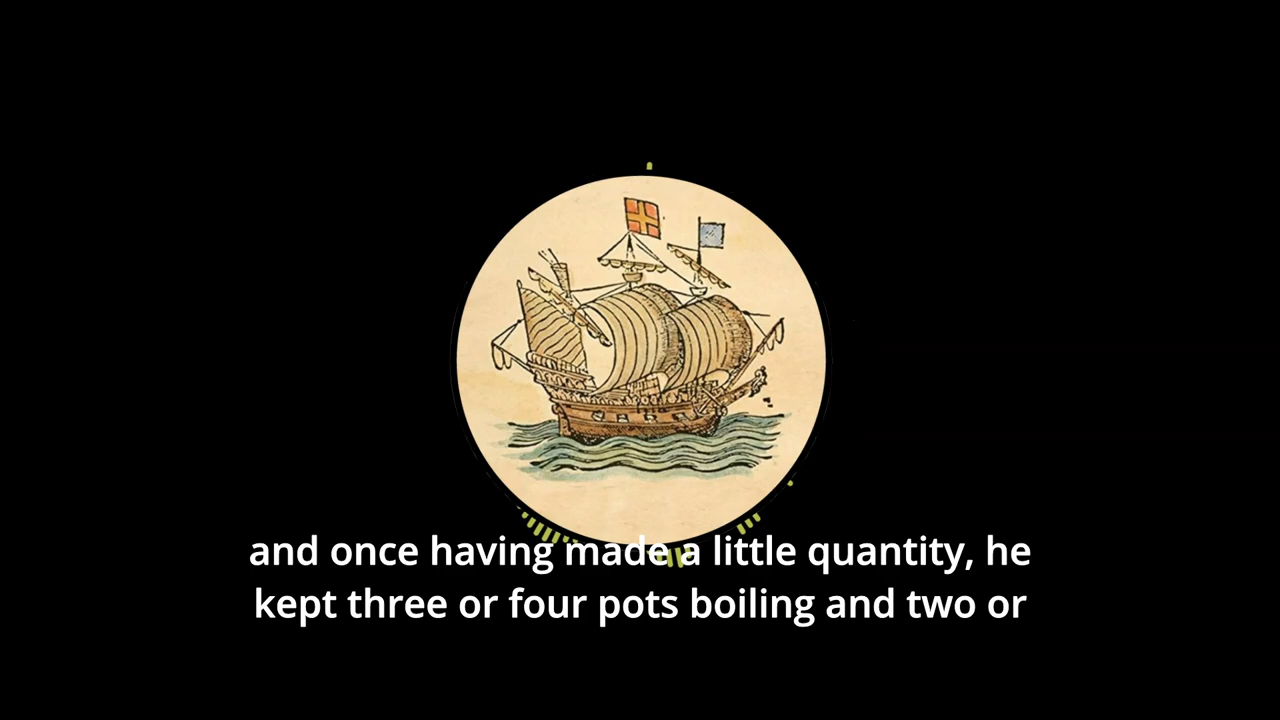 and once having made a little quantity, he
kept three or four pots boiling and two or